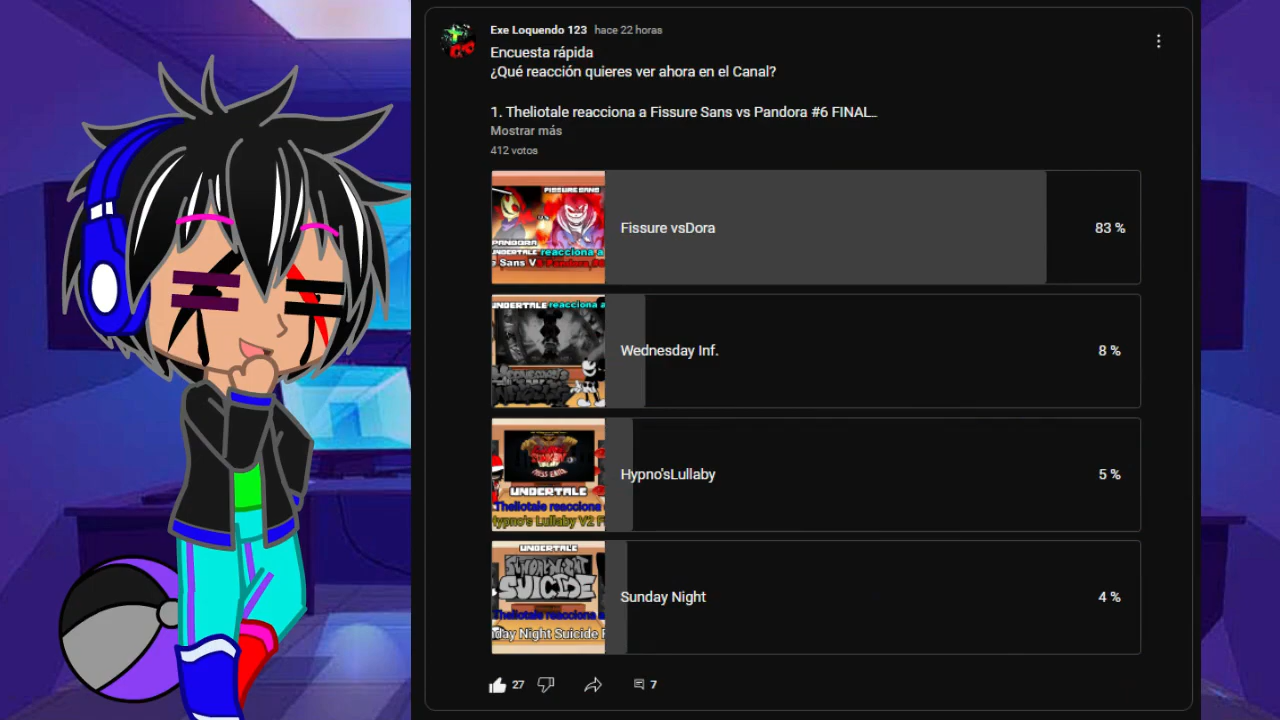 Exe Loquendo 123 hace 22 horas
Encuesta rápida
¿Qué reacción quieres ver ahora en el Canal?
1. Theliotale reacciona a Fissure Sans vs Pandora #6 FINAL...
Mostrar más
412 votos
FISSURE SANS
PANDORA
UNDERTALE reacciona a
e Sans V
Fissure vsDora
83 %
UNDERTALE reacciona a
Wednesday Inf.
8 %
UNDERTALE
Theliotale reacciona
Hypno's Lullaby V2 F
Hypno'sLullaby
5 %
UNDERTALE
SUNDAY NIGHT
SUICIDE
Theliotale reacciona a
day Night Suicide
Sunday Night
4 %
27
7